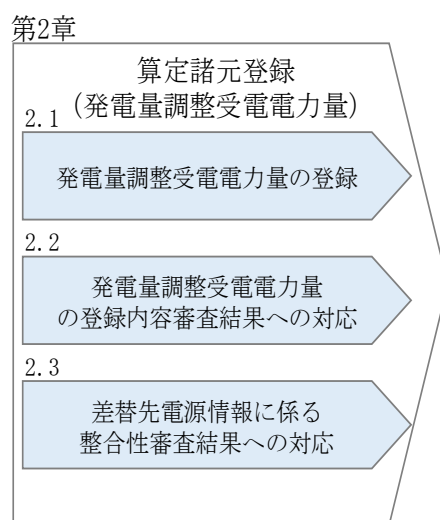 第2章
算定諸元登録
(発電量調整受電電力量)
2.1
発電量調整受電電力量の登録
2.2
発電量調整受電電力量
の登録内容審査結果への対応
2.3
差替先電源情報に係る
整合性審査結果への対応